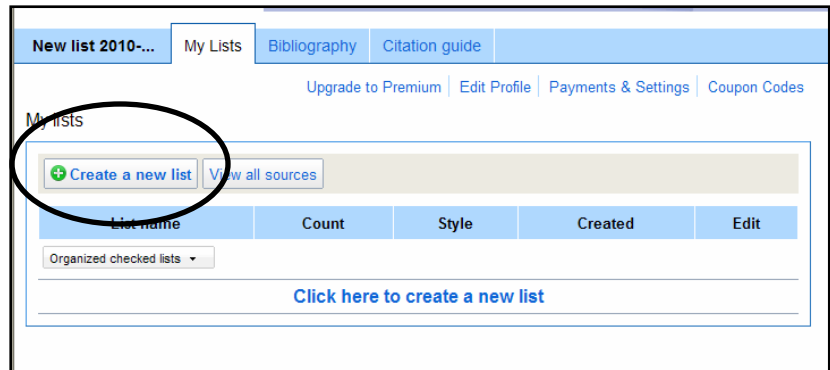 New list 2010-... My Lists Bibliography Citation guide
Upgrade to Premium Edit Profile Payments & Settings Coupon Codes
My lists
Create a new list View all sources
List name Count Style Created Edit
Organized checked lists
Click here to create a new list